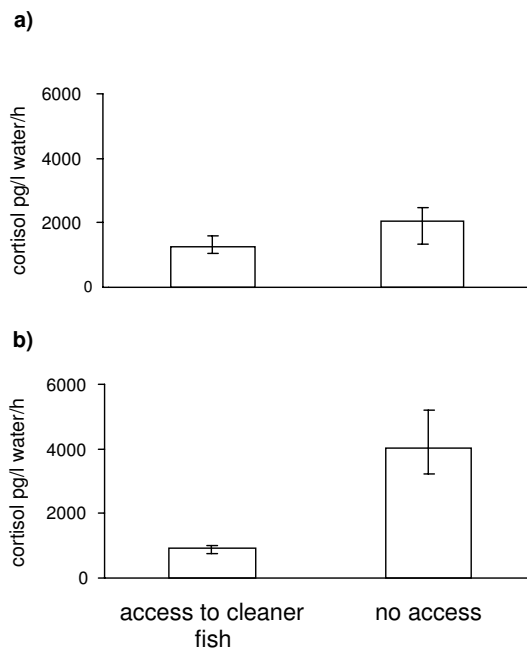 a)
cortisol pg/l water/h
6000
4000
2000
0
b)
cortisol pg/l water/h
6000
4000
2000
0
access to cleaner
fish
no access